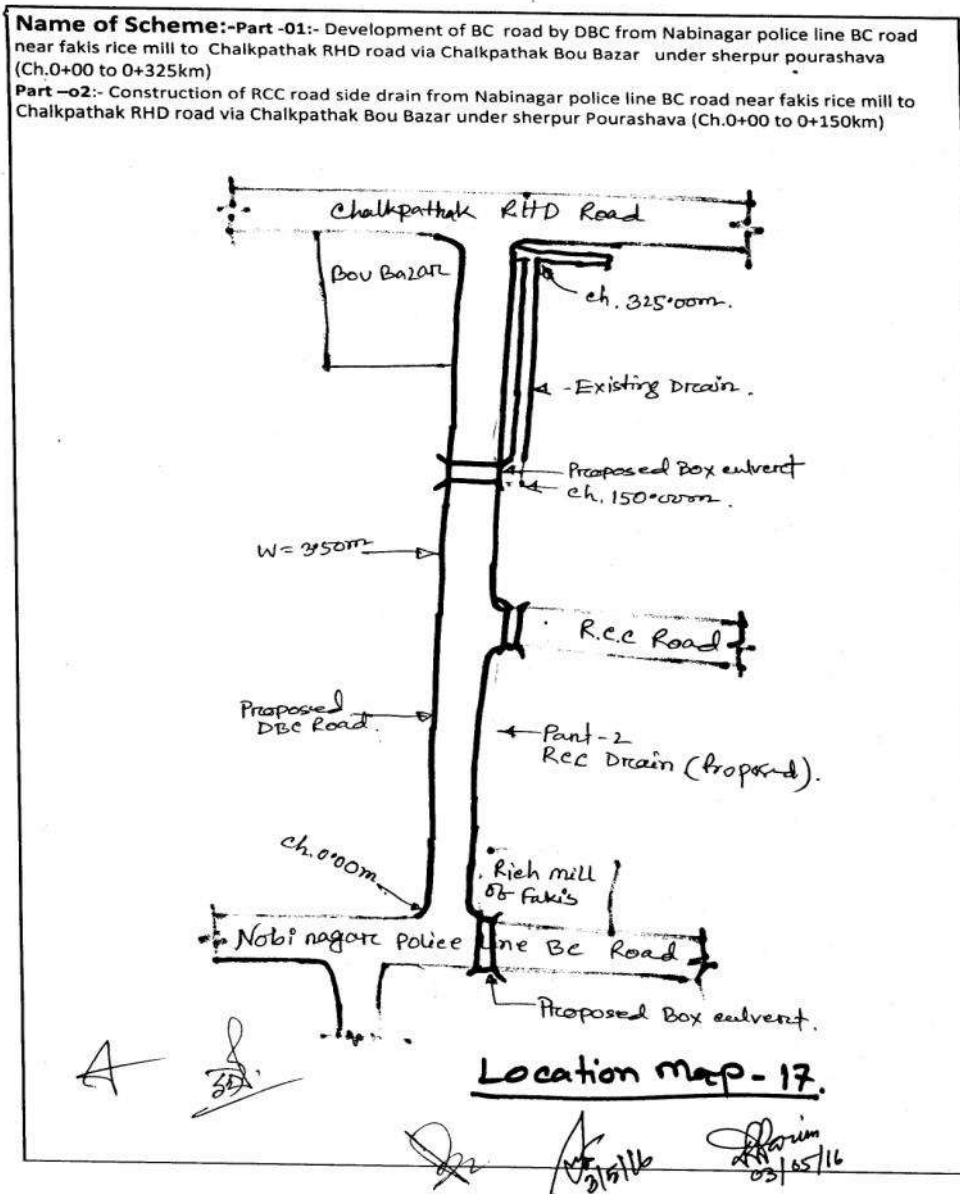 Name of Scheme:-Part -01:- Development of BC road by DBC from Nabinagar police line BC road
near fakis rice mill to Chalkpathak RHD road via Chalkpathak Bou Bazar under sherpur pourashava
(Ch.0+00 to 0+325km)
Part –o2:- Construction of RCC road side drain from Nabinagar police line BC road near fakis rice mill to
Chalkpathak RHD road via Chalkpathak Bou Bazar under sherpur Pourashava (Ch.0+00 to 0+150km)
Chalkpathak RHD Road
Bou Bazar
ch. 325.00m.
Existing Drain.
Proposed Box culvert
ch. 150.00m.
W = 3.50m
R.C.C Road
Proposed
DBC Road.
Part-2
RCC Drain (Proposed).
ch. 0.00m.
Rich mill
of Fakis
Nobi nagar police line BC Road
Proposed Box culvert.
Location Map - 17.
3/5/16
03/05/16